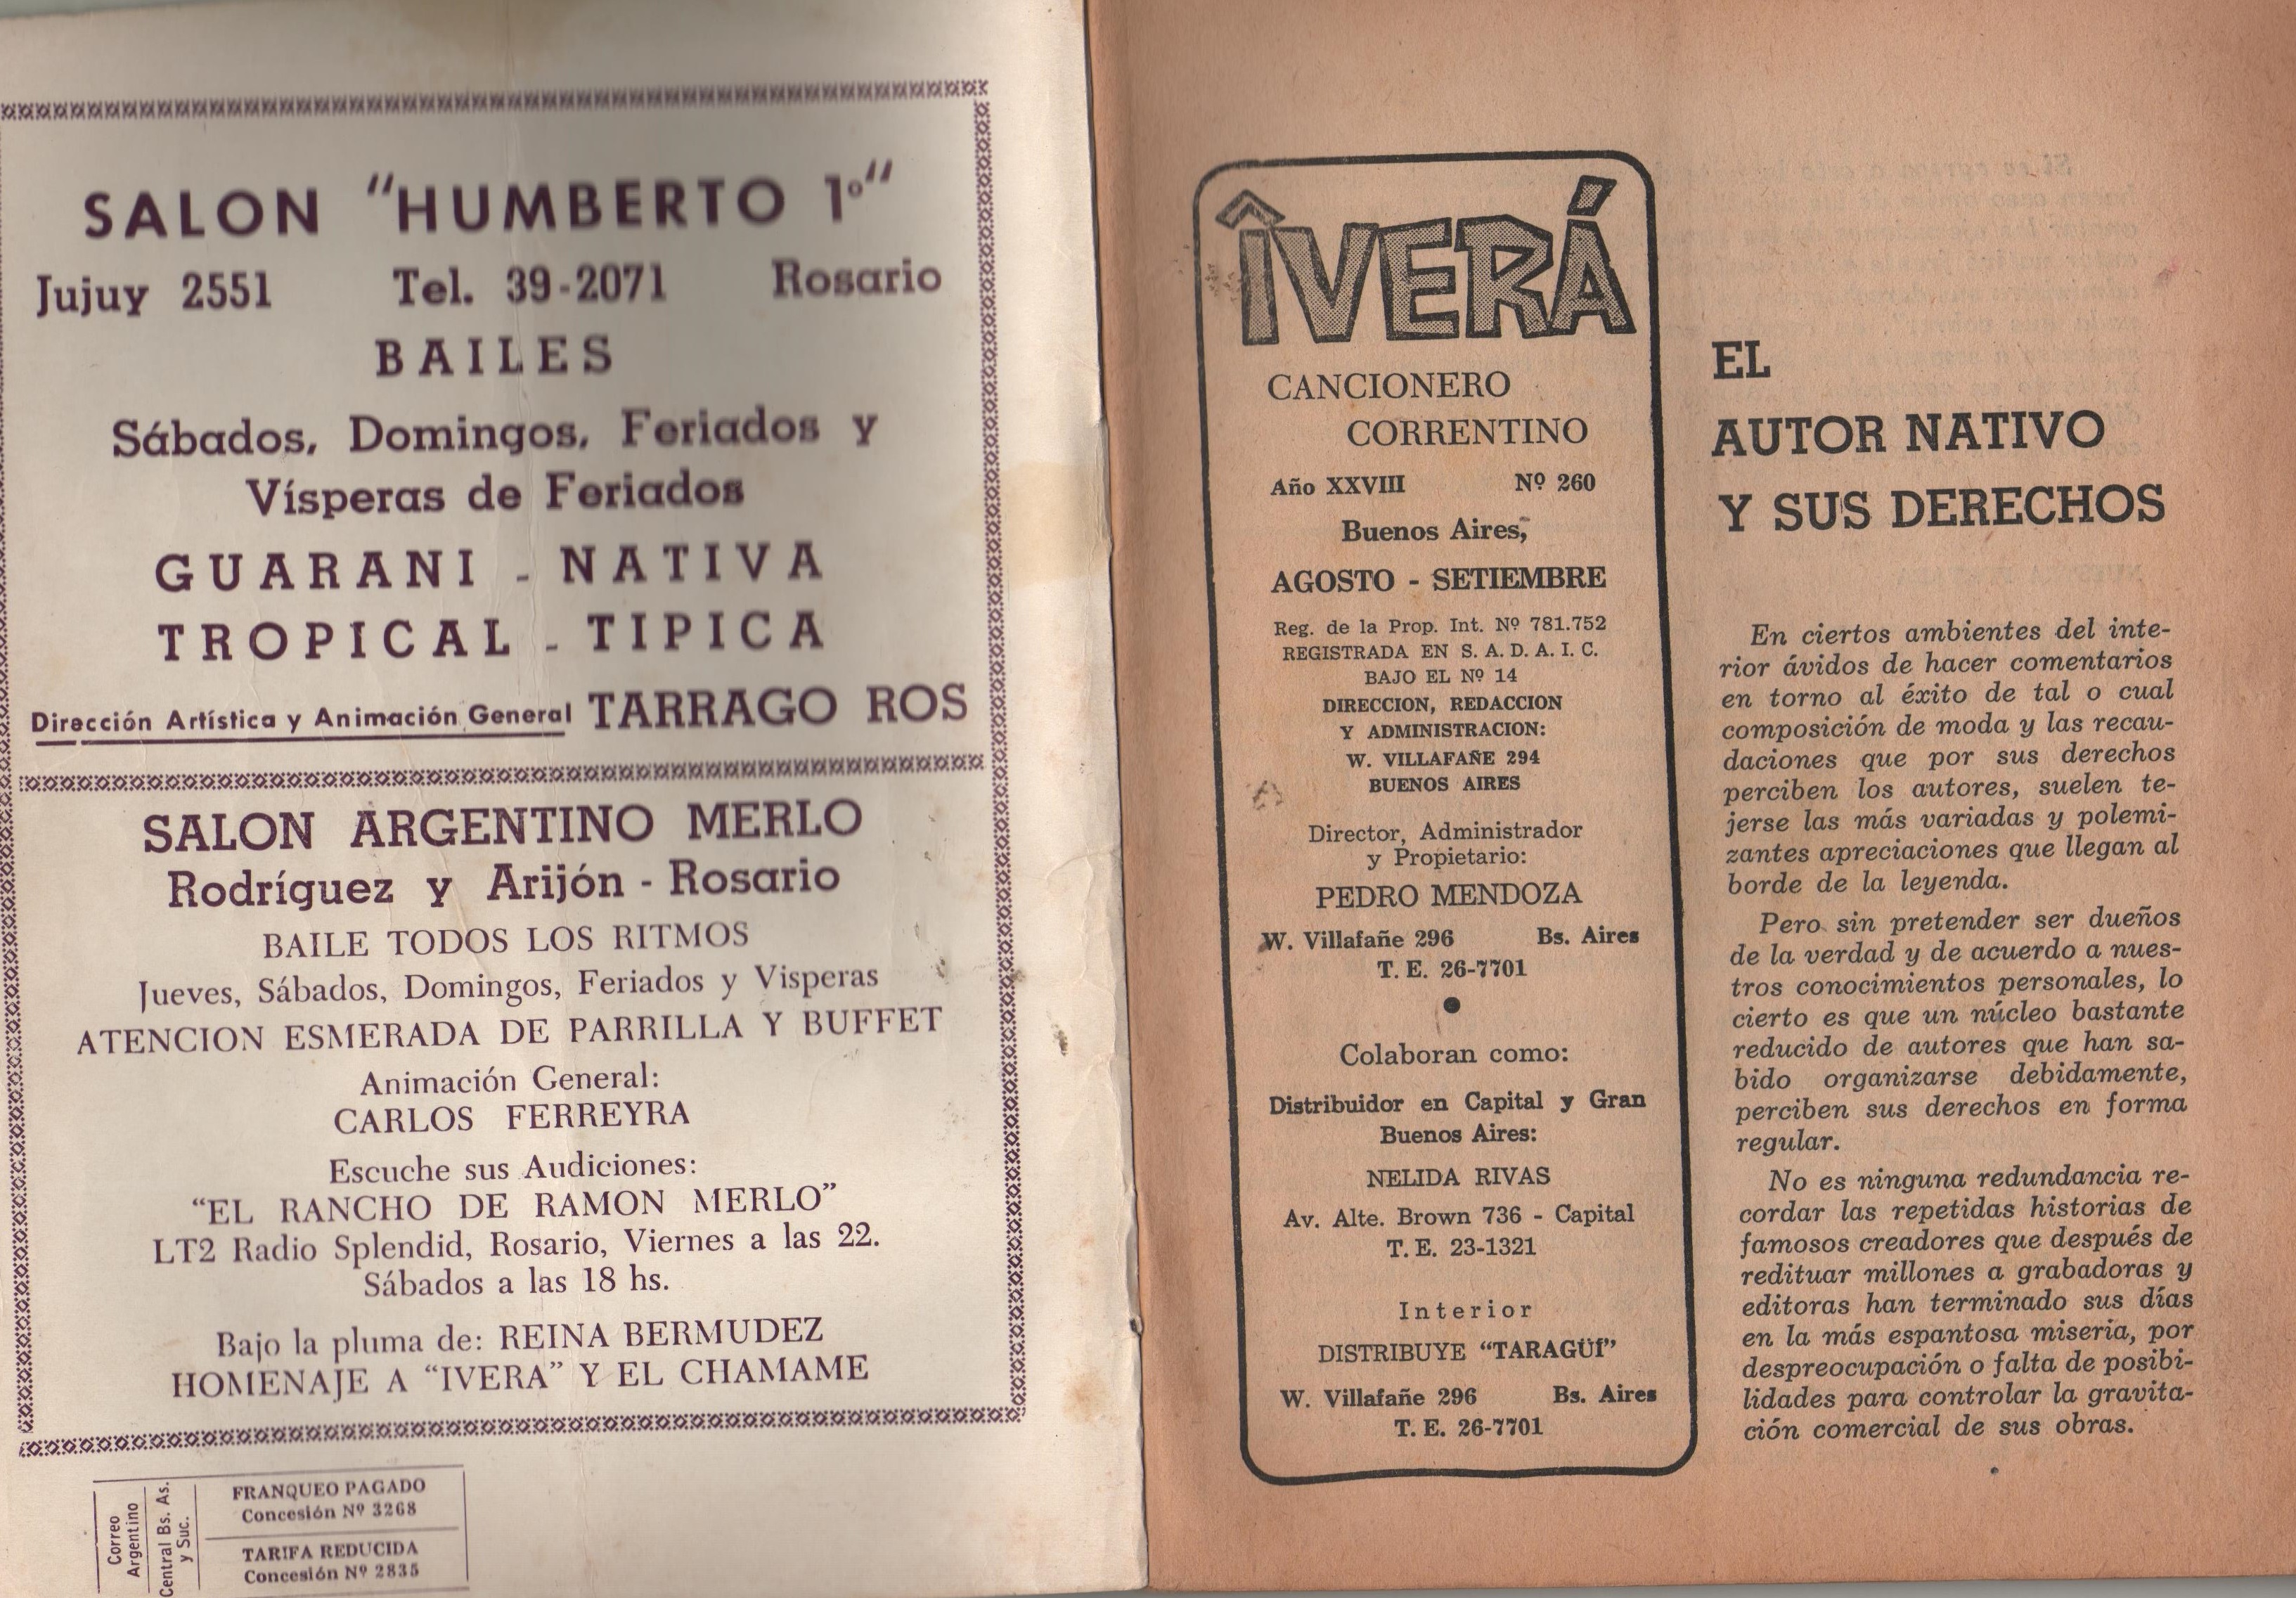 SALON "HUMBERTO 1º"
Jujuy 2551 Tel. 39-2071 Rosario
BAILES
Sábados, Domingos, Feriados y
Vísperas de Feriados
GUARANI - NATIVA
TROPICAL - TIPICA
Dirección Artística y Animación General TARRAGO ROS
SALON ARGENTINO MERLO
Rodríguez y Arijón - Rosario
BAILE TODOS LOS RITMOS
Jueves, Sábados, Domingos, Feriados y Visperas
ATENCION ESMERADA DE PARRILLA Y BUFFET
Animación General:
CARLOS FERREYRA
Escuche sus Audiciones:
"EL RANCHO DE RAMON MERLO"
LT2 Radio Splendid, Rosario, Viernes a las 22.
Sábados a las 18 hs.
Bajo la pluma de: REINA BERMUDEZ
HOMENAJE A "IVERA" Y EL CHAMAME
Correo
Argentino
Central Bs. As.
y Suc.
FRANQUEO PAGADO
Concesión Nº 3268
TARIFA REDUCIDA
Concesión Nº 2835
ÎVERÁ
CANCIONERO
CORRENTINO
Año XXVIII Nº 260
Buenos Aires,
AGOSTO - SETIEMBRE
Reg. de la Prop. Int. Nº 781.752
REGISTRADA EN S. A. D. A. I. C.
BAJO EL Nº 14
DIRECCION, REDACCION
Y ADMINISTRACION:
W. VILLAFAÑE 294
BUENOS AIRES
Director, Administrador
y Propietario:
PEDRO MENDOZA
W. Villafañe 296 Bs. Aires
T. E. 26-7701
●
Colaboran como:
Distribuidor en Capital y Gran
Buenos Aires:
NELIDA RIVAS
Av. Alte. Brown 736 - Capital
T. E. 23-1321
Interior
DISTRIBUYE "TARAGÜÍ"
W. Villafañe 296 Bs. Aires
T. E. 26-7701
EL
AUTOR NATIVO
Y SUS DERECHOS
En ciertos ambientes del inte-
rior ávidos de hacer comentarios
en torno al éxito de tal o cual
composición de moda y las recau-
daciones que por sus derechos
perciben los autores, suelen te-
jerse las más variadas y polemi-
zantes apreciaciones que llegan al
borde de la leyenda.
Pero sin pretender ser dueños
de la verdad y de acuerdo a nues-
tros conocimientos personales, lo
cierto es que un núcleo bastante
reducido de autores que han sa-
bido organizarse debidamente,
perciben sus derechos en forma
regular.
No es ninguna redundancia re-
cordar las repetidas historias de
famosos creadores que después de
redituar millones a grabadoras y
editoras han terminado sus días
en la más espantosa miseria, por
despreocupación o falta de posibi-
lidades para controlar la gravita-
ción comercial de sus obras.